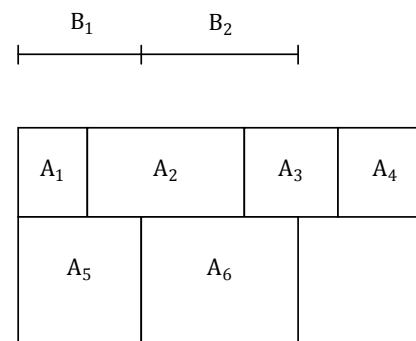 B₁ B₂
A₁ A₂ A₃ A₄
A₅ A₆